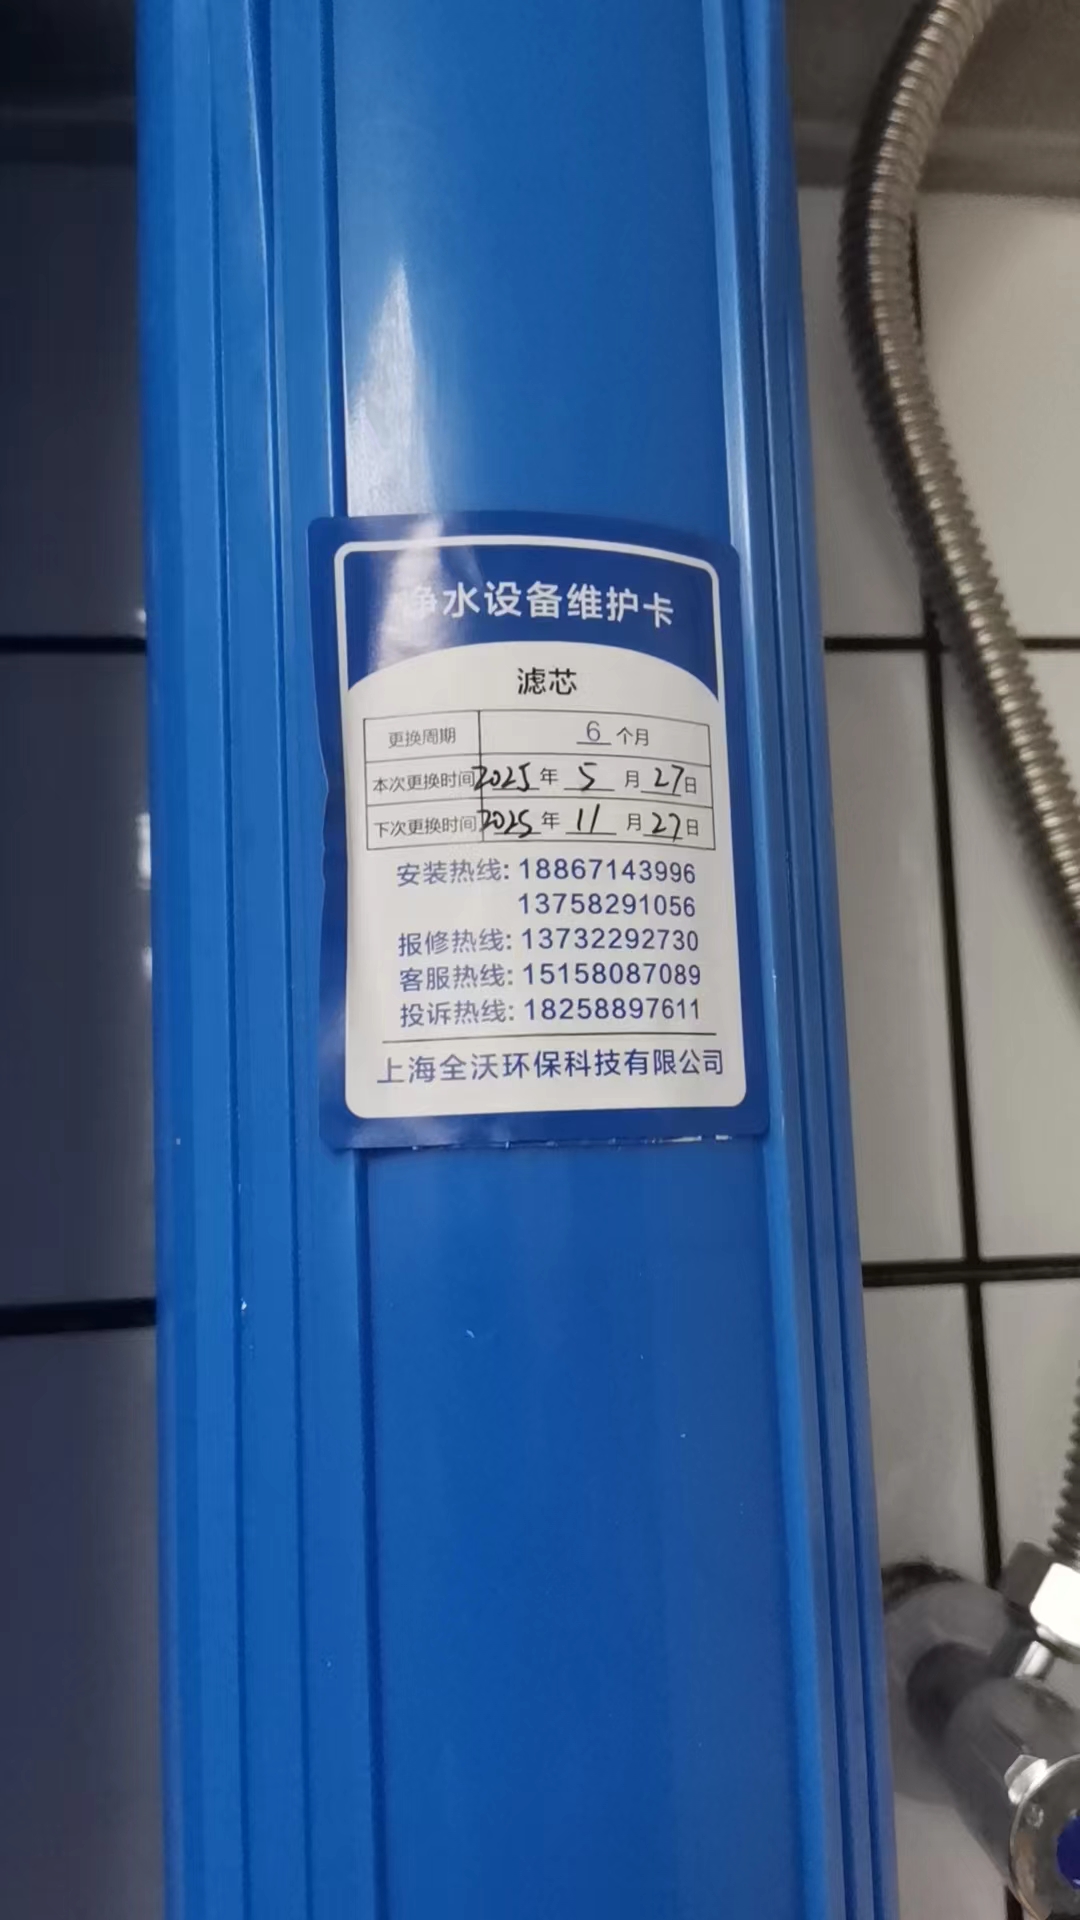 净水设备维护卡
滤芯
更换周期 6 个月
本次更换时间 2025 年 5 月 27 日
下次更换时间 2025 年 11 月 27 日
安装热线: 18867143996
13758291056
报修热线: 13732292730
客服热线: 15158087089
投诉热线: 18258897611
上海全沃环保科技有限公司